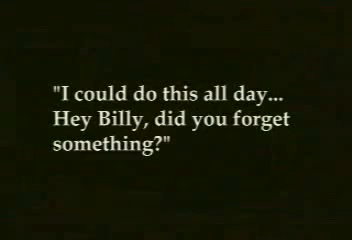 "I could do this all day...
Hey Billy, did you forget
something?"